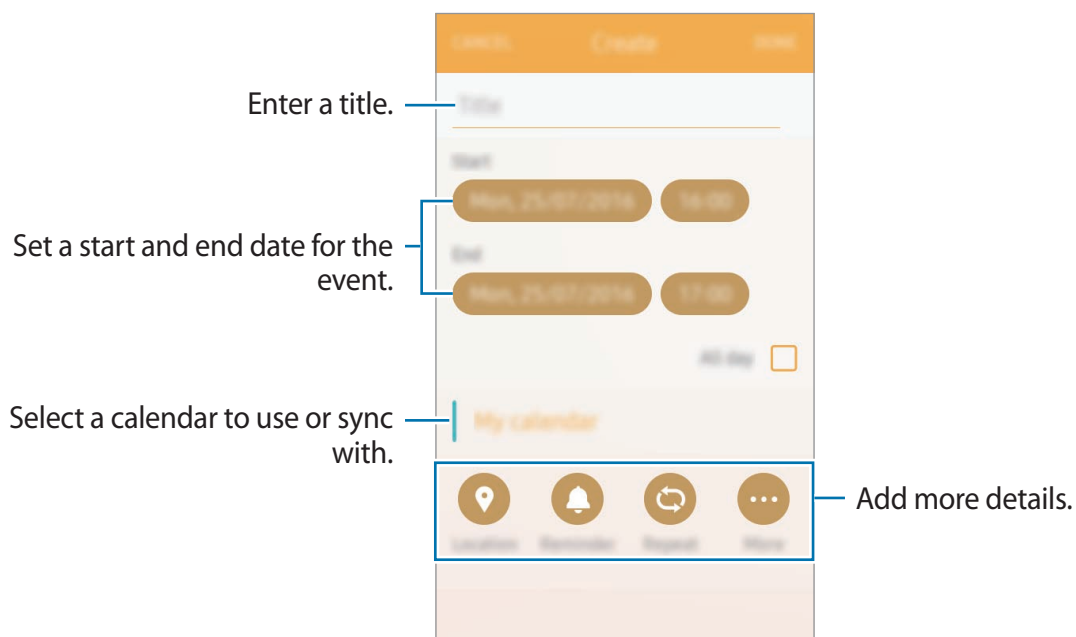 CANCEL
Create
DONE
Enter a title.
Title
Start
Mon, 25/07/2016
16:00
Set a start and end date for the
event.
End
Mon, 25/07/2016
17:00
All day
Select a calendar to use or sync
with.
My calendar
Add more details.
Location
Reminder
Repeat
More